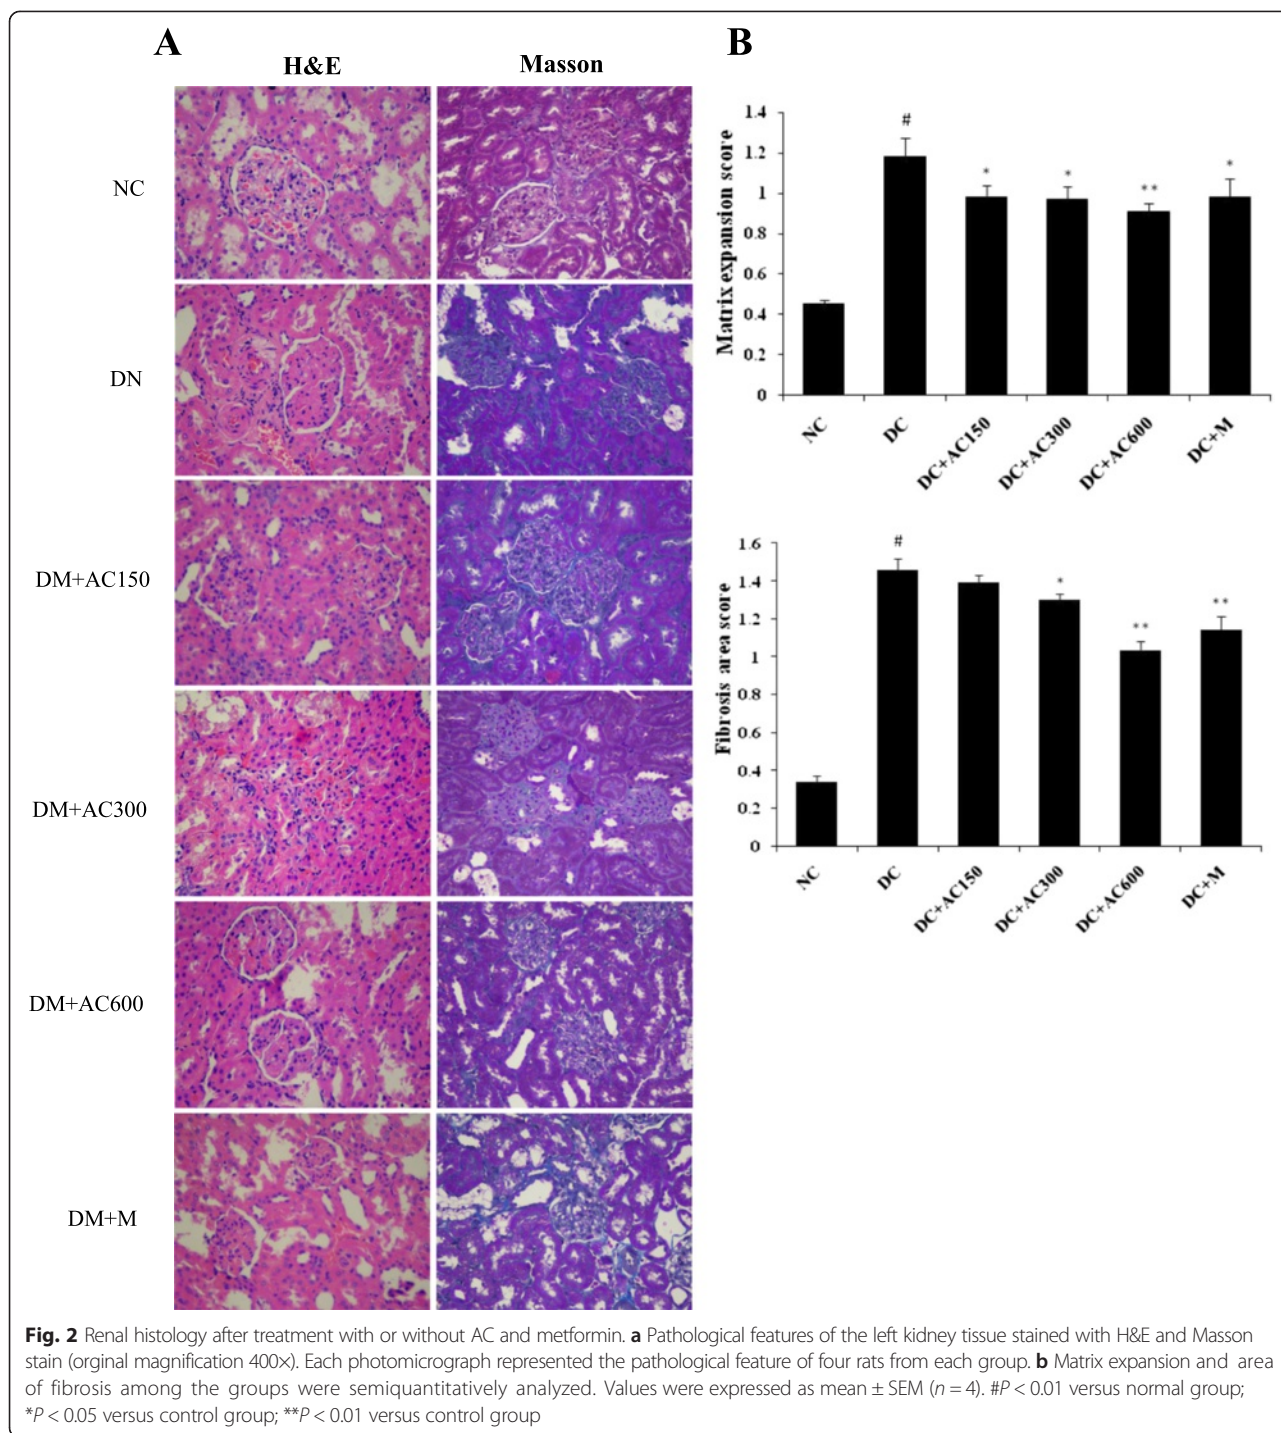 A
B
H&E
Masson
NC
DN
DM+AC150
DM+AC300
DM+AC600
DM+M
1.4
1.2
1
0.8
0.6
0.4
0.2
0
Matrix expansion score
#
*
*
**
*
NC
DC
DC+AC150
DC+AC300
DC+AC600
DC+M
1.6
1.4
1.2
1
0.8
0.6
0.4
0.2
0
Fibrosis area score
#
*
**
**
NC
DC
DC+AC150
DC+AC300
DC+AC600
DC+M
Fig. 2 Renal histology after treatment with or without AC and metformin. a Pathological features of the left kidney tissue stained with H&E and Masson
stain (orginal magnification 400×). Each photomicrograph represented the pathological feature of four rats from each group. b Matrix expansion and area
of fibrosis among the groups were semiquantitatively analyzed. Values were expressed as mean ± SEM (n = 4). #P < 0.01 versus normal group;
*P < 0.05 versus control group; **P < 0.01 versus control group